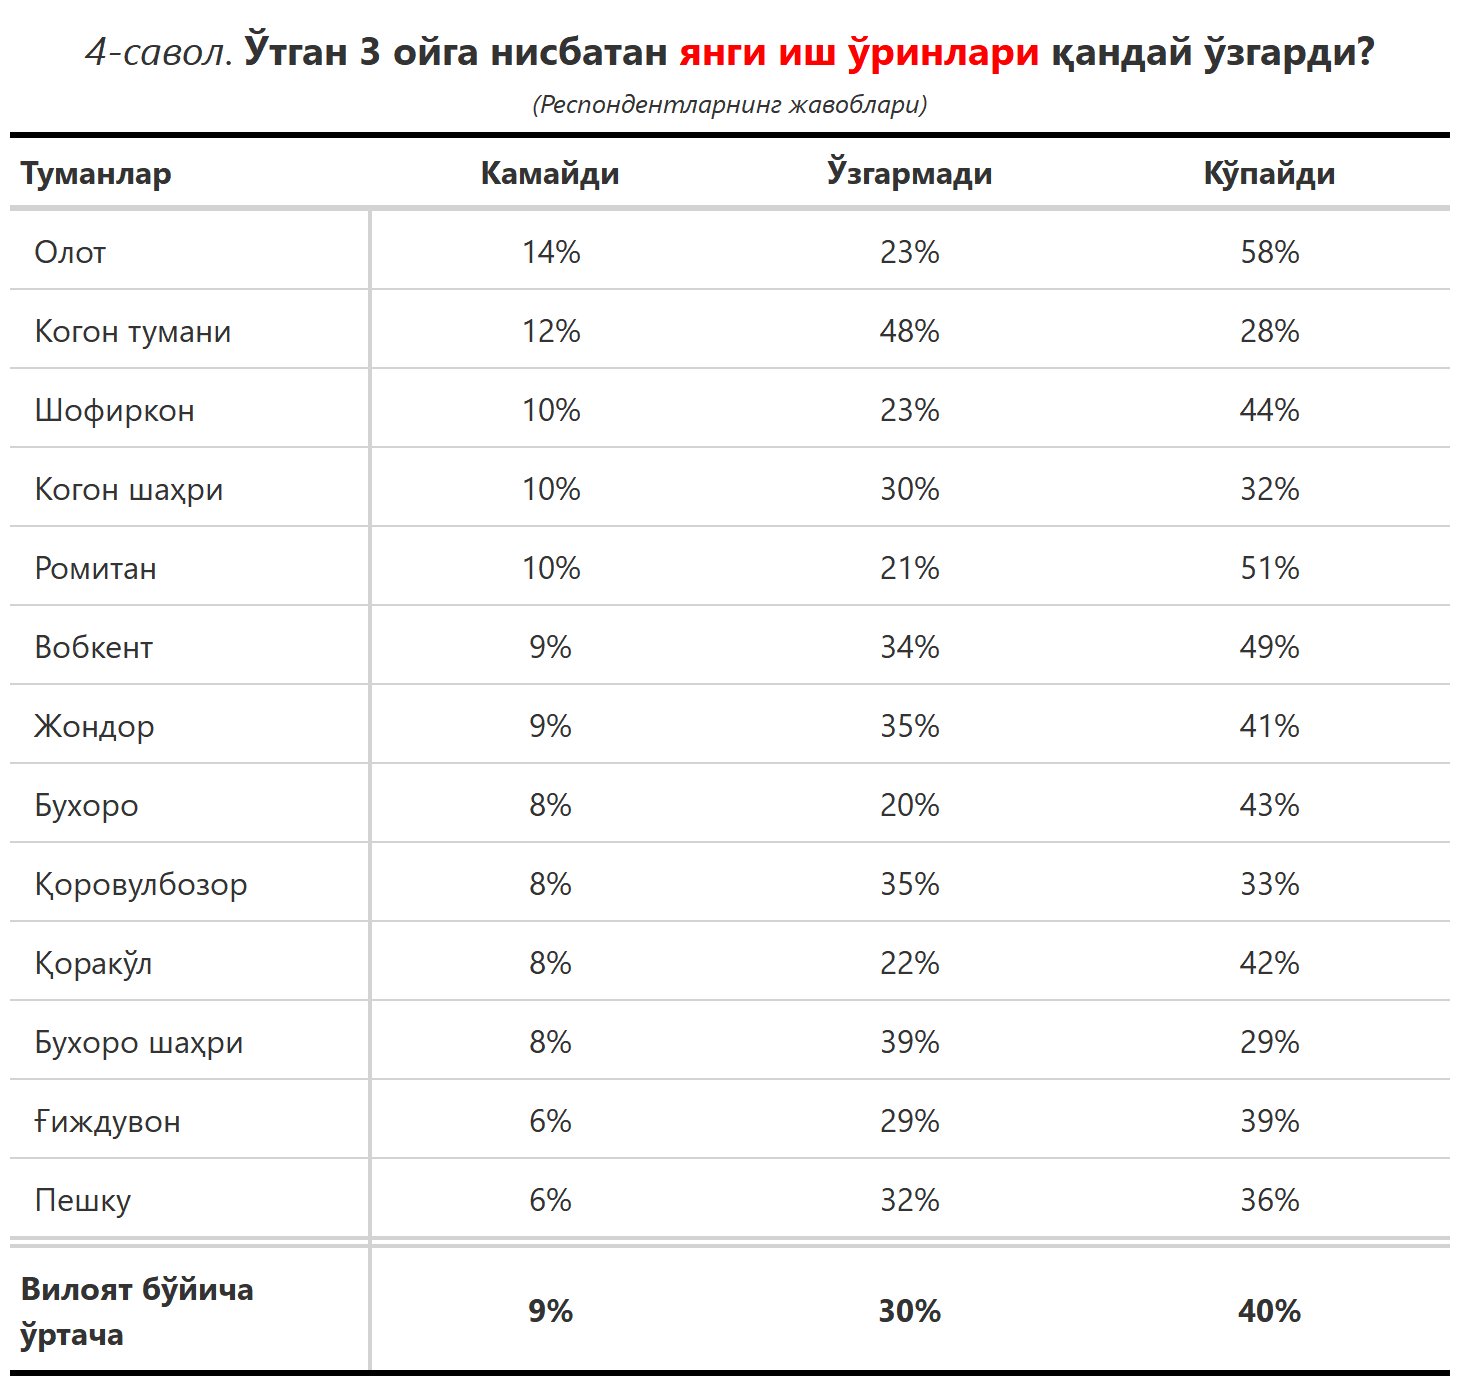 4-савол. Ўтган 3 ойга нисбатан янги иш ўринлари қандай ўзгарди?
(Респондентларнинг жавоблари)
Туманлар Камайди Ўзгармади Кўпайди
Олот 14% 23% 58%
Когон тумани 12% 48% 28%
Шофиркон 10% 23% 44%
Когон шаҳри 10% 30% 32%
Ромитан 10% 21% 51%
Вобкент 9% 34% 49%
Жондор 9% 35% 41%
Бухоро 8% 20% 43%
Қоровулбозор 8% 35% 33%
Қоракўл 8% 22% 42%
Бухоро шаҳри 8% 39% 29%
Ғиждувон 6% 29% 39%
Пешку 6% 32% 36%
Вилоят бўйича
ўртача 9% 30% 40%